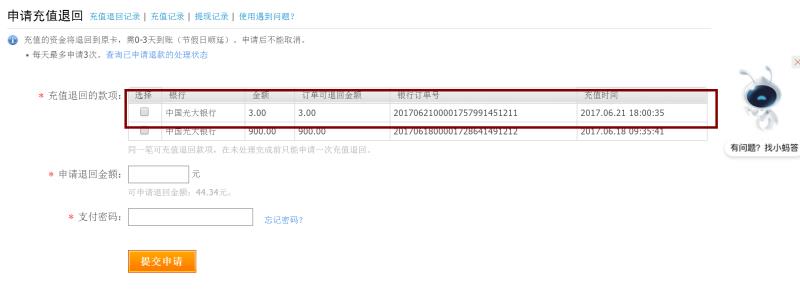 申请充值退回 充值退回记录 | 充值记录 | 提现记录 | 使用遇到问题？
充值的资金将退回到原卡，需0-3天到账（节假日顺延）。申请后不能取消。
• 每天最多申请3次。查询已申请退款的处理状态
* 充值退回的款项： 选择 银行 金额 订单可退回金额 银行订单号 充值时间
中国光大银行 3.00 3.00 2017062100001757991451211 2017.06.21 18:00:35
中国光大银行 900.00 900.00 2017061800001728641491212 2017.06.18 09:35:41
同一笔可充值退回款项，在未处理完成前只能申请一次充值退回。
* 申请退回金额： 元
可申请退回金额：44.34元。
* 支付密码： 忘记密码？
提交申请
有问题？找小蚂答